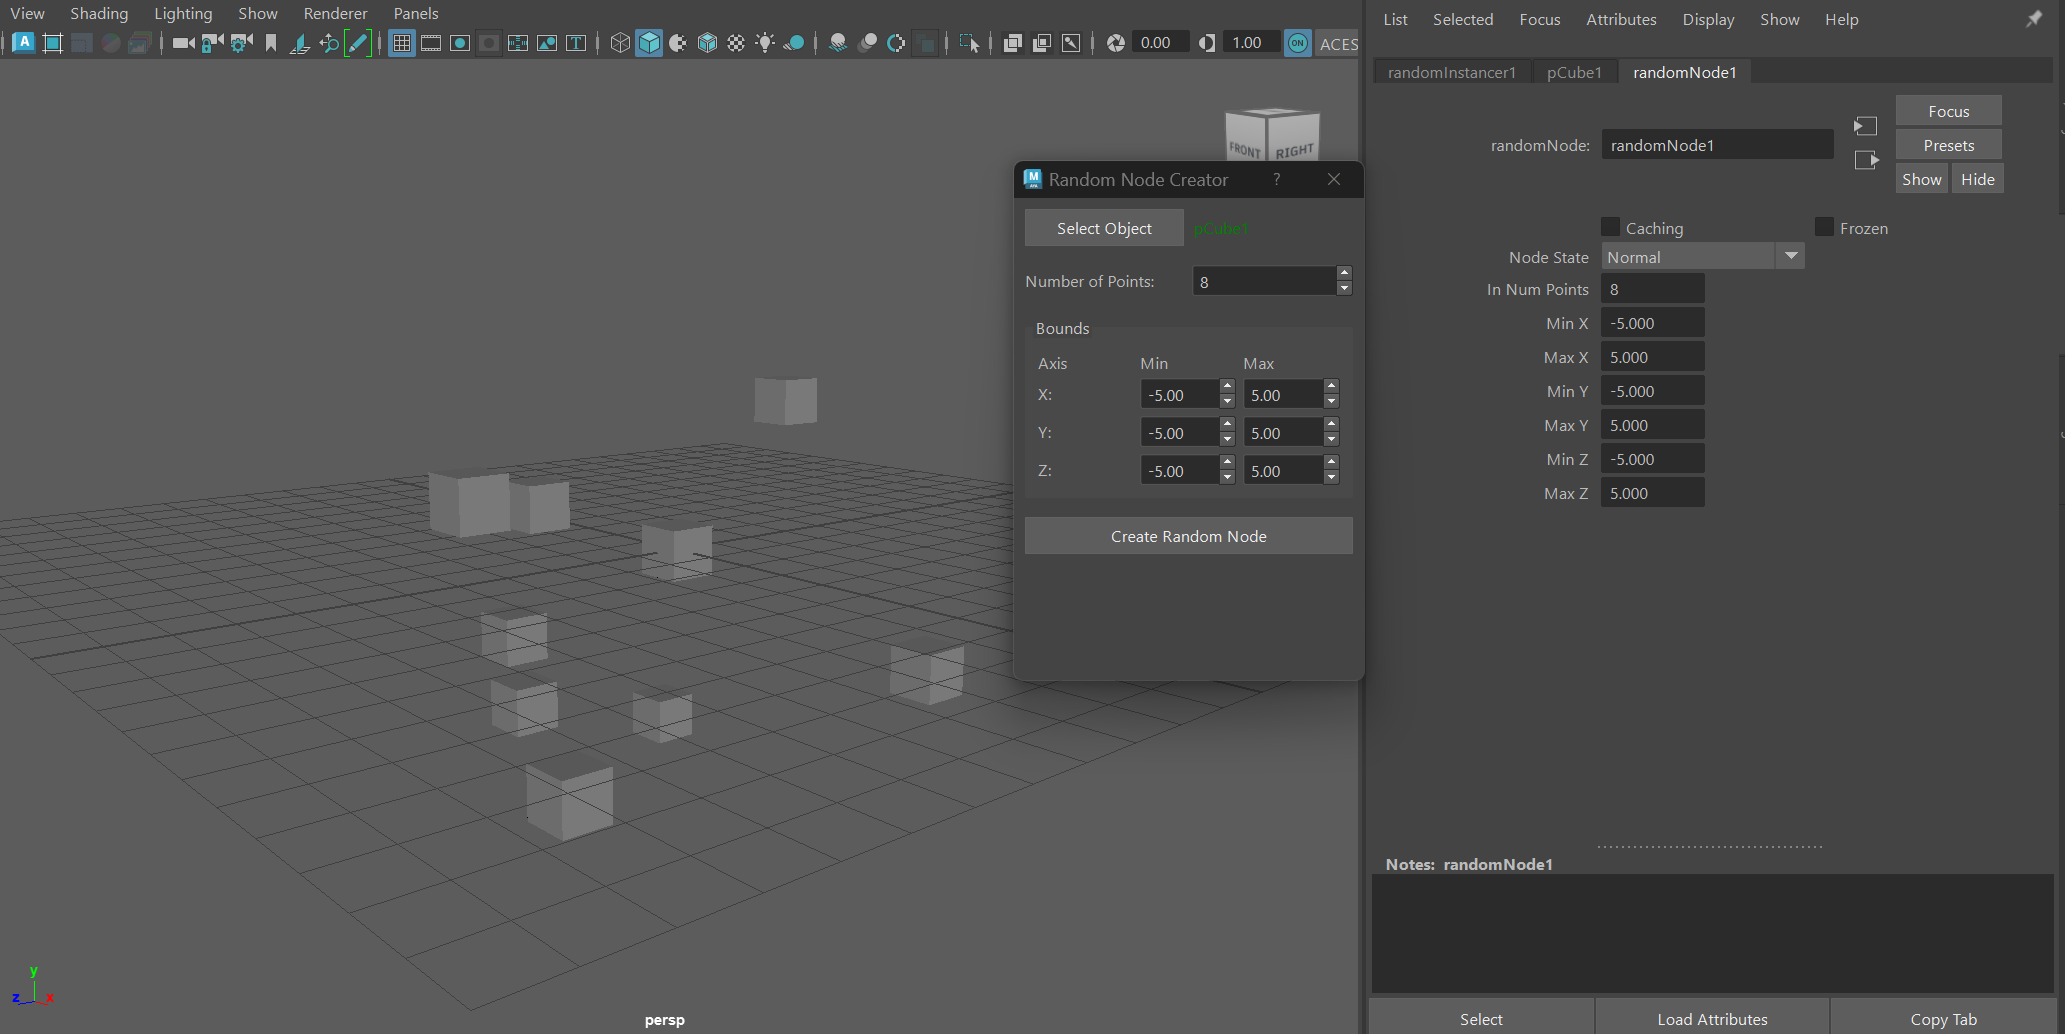 View Shading Lighting Show Renderer Panels
0.00 1.00 ON ACES
FRONT RIGHT
Random Node Creator ? ×
Select Object pCube1
Number of Points: 8
Bounds
Axis Min Max
X: -5.00 5.00
Y: -5.00 5.00
Z: -5.00 5.00
Create Random Node
y
z x
persp
List Selected Focus Attributes Display Show Help
randomInstancer1 pCube1 randomNode1
randomNode: randomNode1
Focus
Presets
Show Hide
Caching Frozen
Node State Normal
In Num Points 8
Min X -5.000
Max X 5.000
Min Y -5.000
Max Y 5.000
Min Z -5.000
Max Z 5.000
Notes: randomNode1
Select Load Attributes Copy Tab